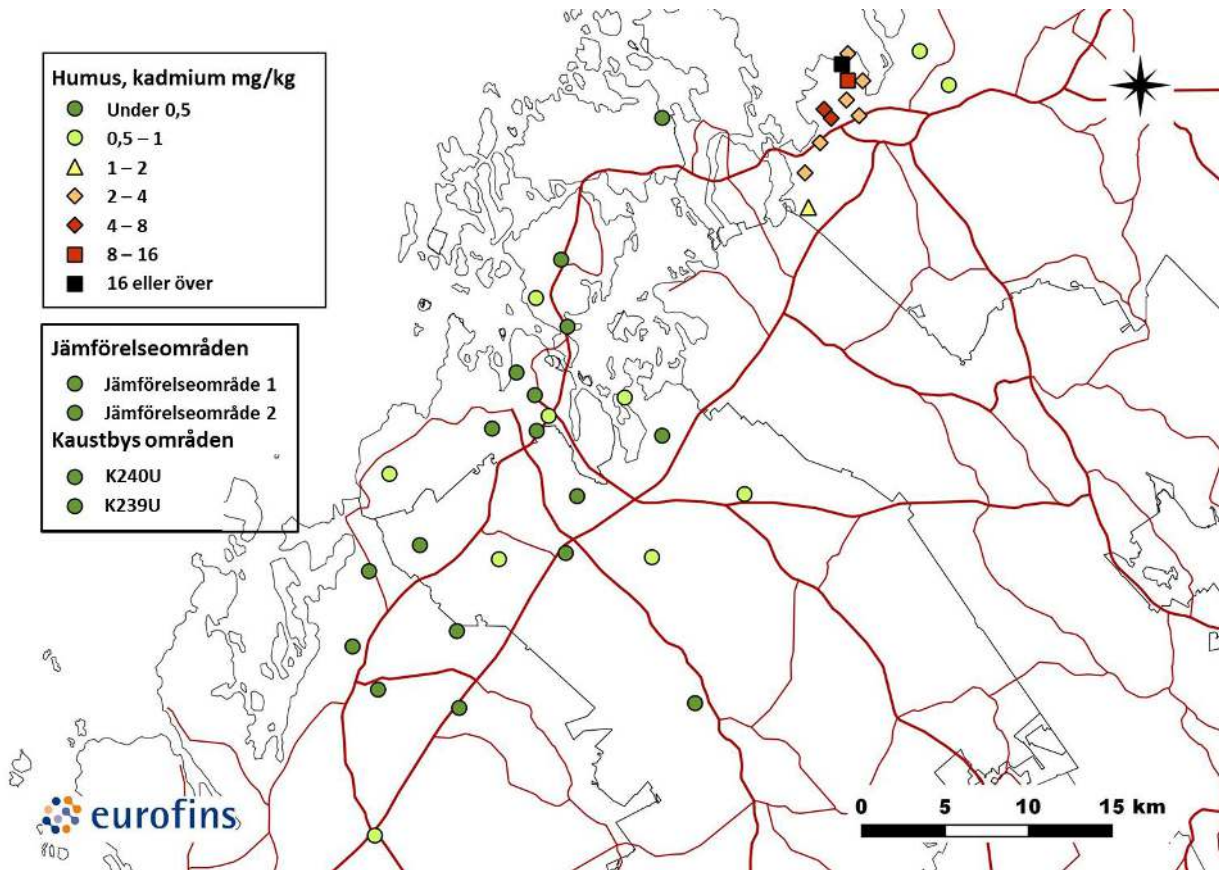 Humus, kadmium mg/kg
Under 0,5
0,5 – 1
1 – 2
2 – 4
4 – 8
8 – 16
16 eller över
Jämförelseområden
Jämförelseområde 1
Jämförelseområde 2
Kaustbys områden
K240U
K239U
eurofins
0 5 10 15 km